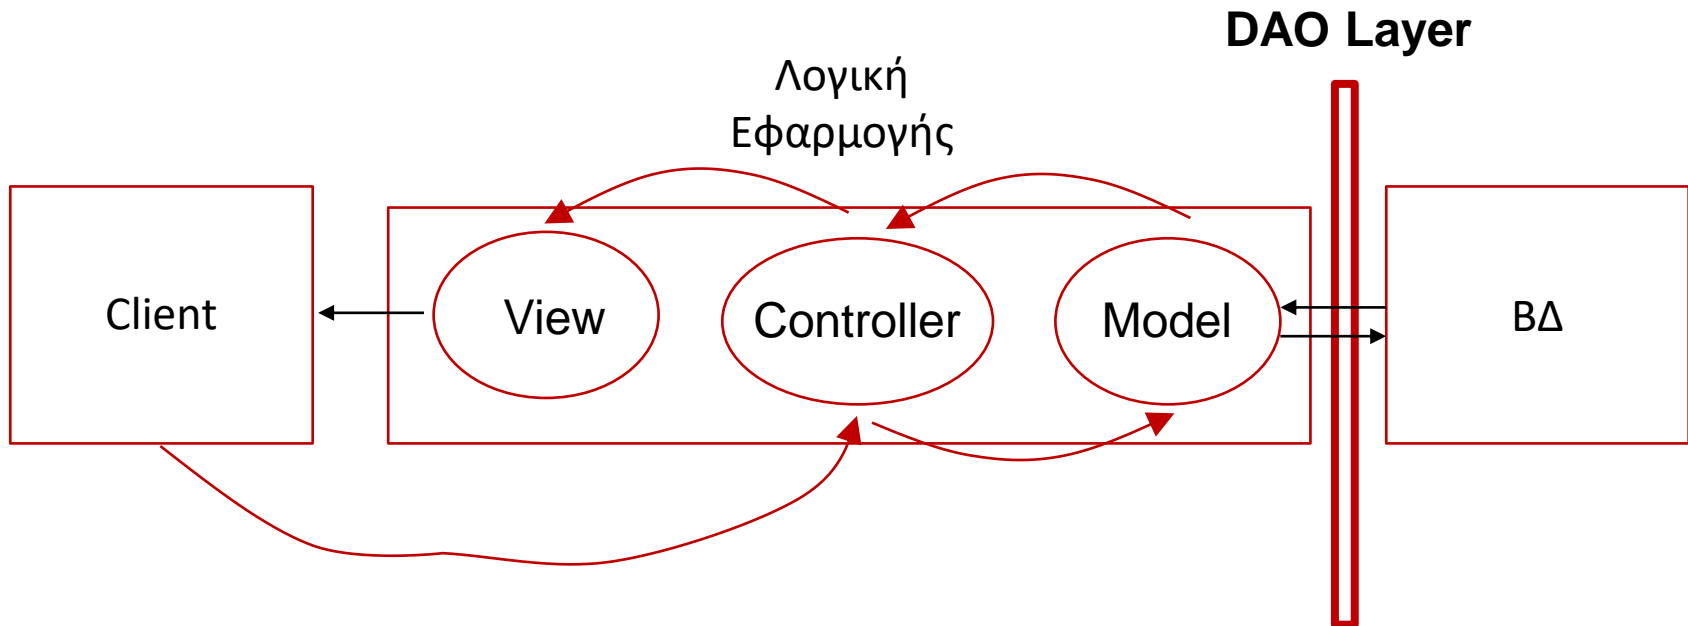 DAO Layer
Λογική
Εφαρμογής
Client
View
Controller
Model
ΒΔ